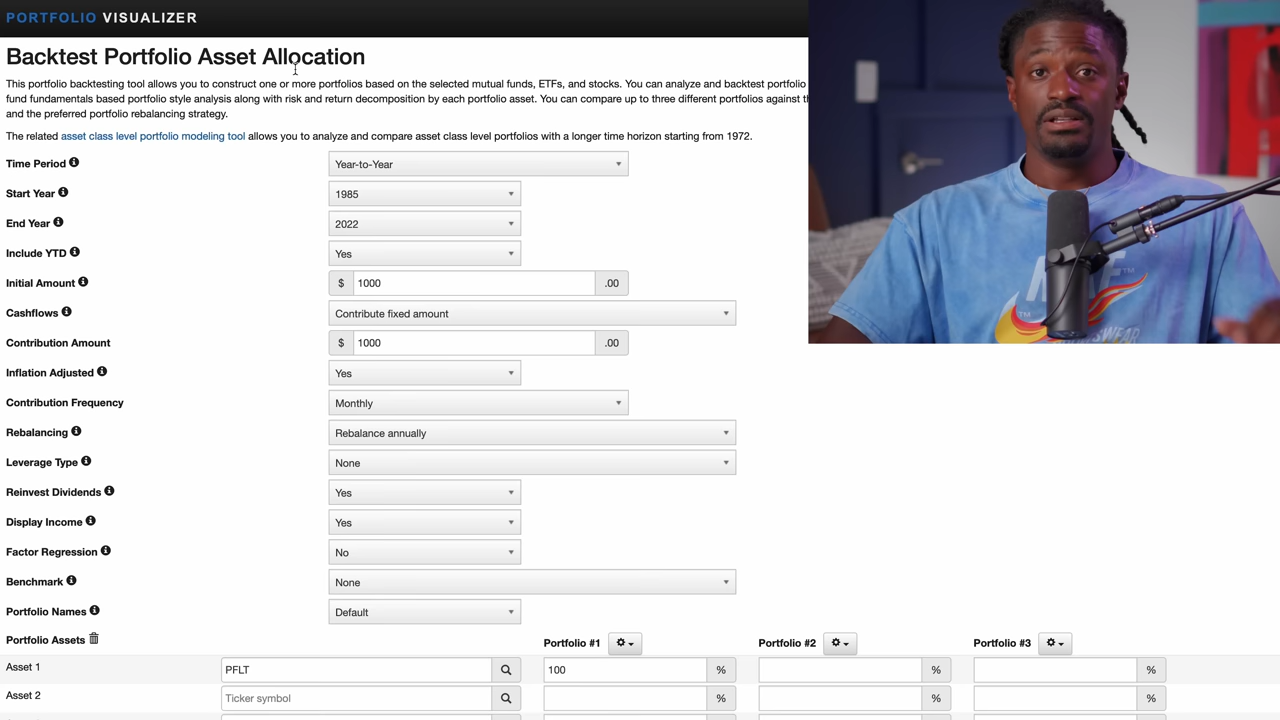 PORTFOLIO VISUALIZER
Backtest Portfolio Asset Allocation
This portfolio backtesting tool allows you to construct one or more portfolios based on the selected mutual funds, ETFs, and stocks. You can analyze and backtest portfolio
fund fundamentals based portfolio style analysis along with risk and return decomposition by each portfolio asset. You can compare up to three different portfolios against
and the preferred portfolio rebalancing strategy.
The related asset class level portfolio modeling tool allows you to analyze and compare asset class level portfolios with a longer time horizon starting from 1972.
Time Period Year-to-Year
Start Year 1985
End Year 2022
Include YTD Yes
Initial Amount $ 1000 .00
Cashflows Contribute fixed amount
Contribution Amount $ 1000 .00
Inflation Adjusted Yes
Contribution Frequency Monthly
Rebalancing Rebalance annually
Leverage Type None
Reinvest Dividends Yes
Display Income Yes
Factor Regression No
Benchmark None
Portfolio Names Default
Portfolio Assets Portfolio #1 Portfolio #2 Portfolio #3
Asset 1 PFLT 100 % % %
Asset 2 Ticker symbol % % %